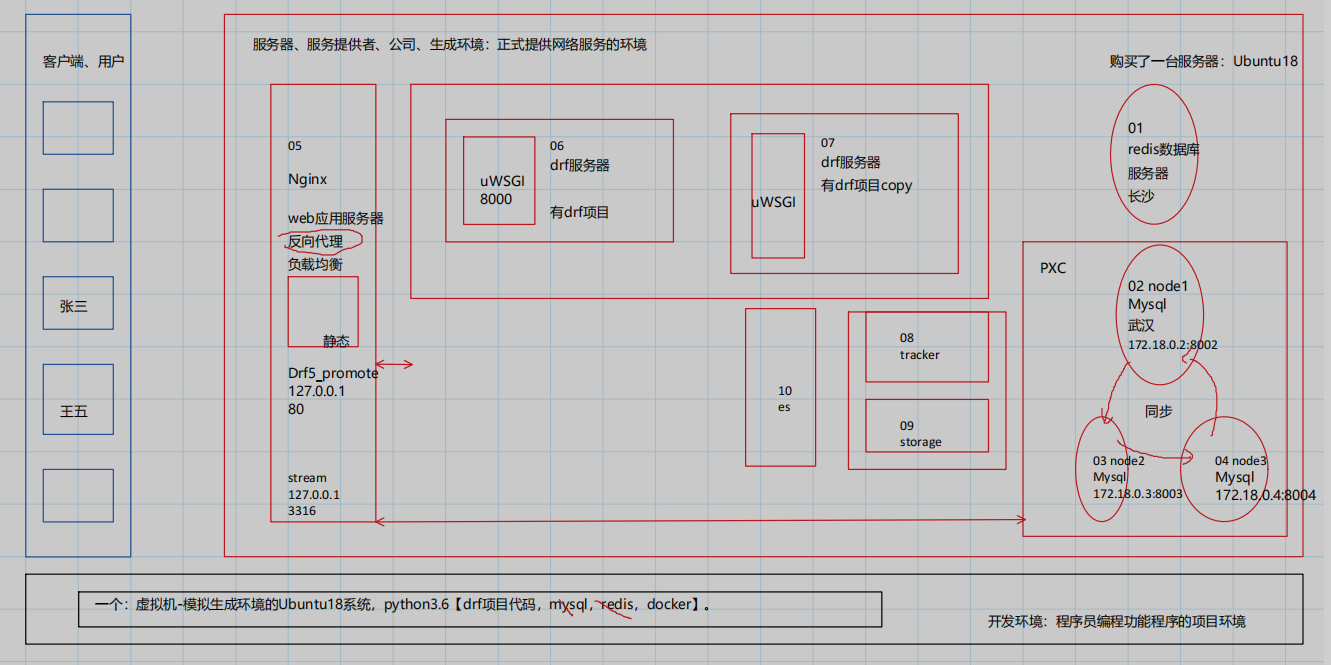 客户端、用户
张三
王五
服务器、服务提供者、公司、生成环境：正式提供网络服务的环境
购买了一台服务器：Ubuntu18
05
Nginx
web应用服务器
反向代理
负载均衡
静态
Drf5_promote
127.0.0.1
80
stream
127.0.0.1
3316
uWSGI
8000
06
drf服务器
有drf项目
uWSGI
07
drf服务器
有drf项目copy
10
es
08
tracker
09
storage
01
redis数据库
服务器
长沙
PXC
02 node1
Mysql
武汉
172.18.0.2:8002
同步
03 node2
Mysql
172.18.0.3:8003
04 node3
Mysql
172.18.0.4:8004
一个：虚拟机-模拟生成环境的Ubuntu18系统，python3.6【drf项目代码，mysql，redis，docker】。
开发环境：程序员编程功能程序的项目环境